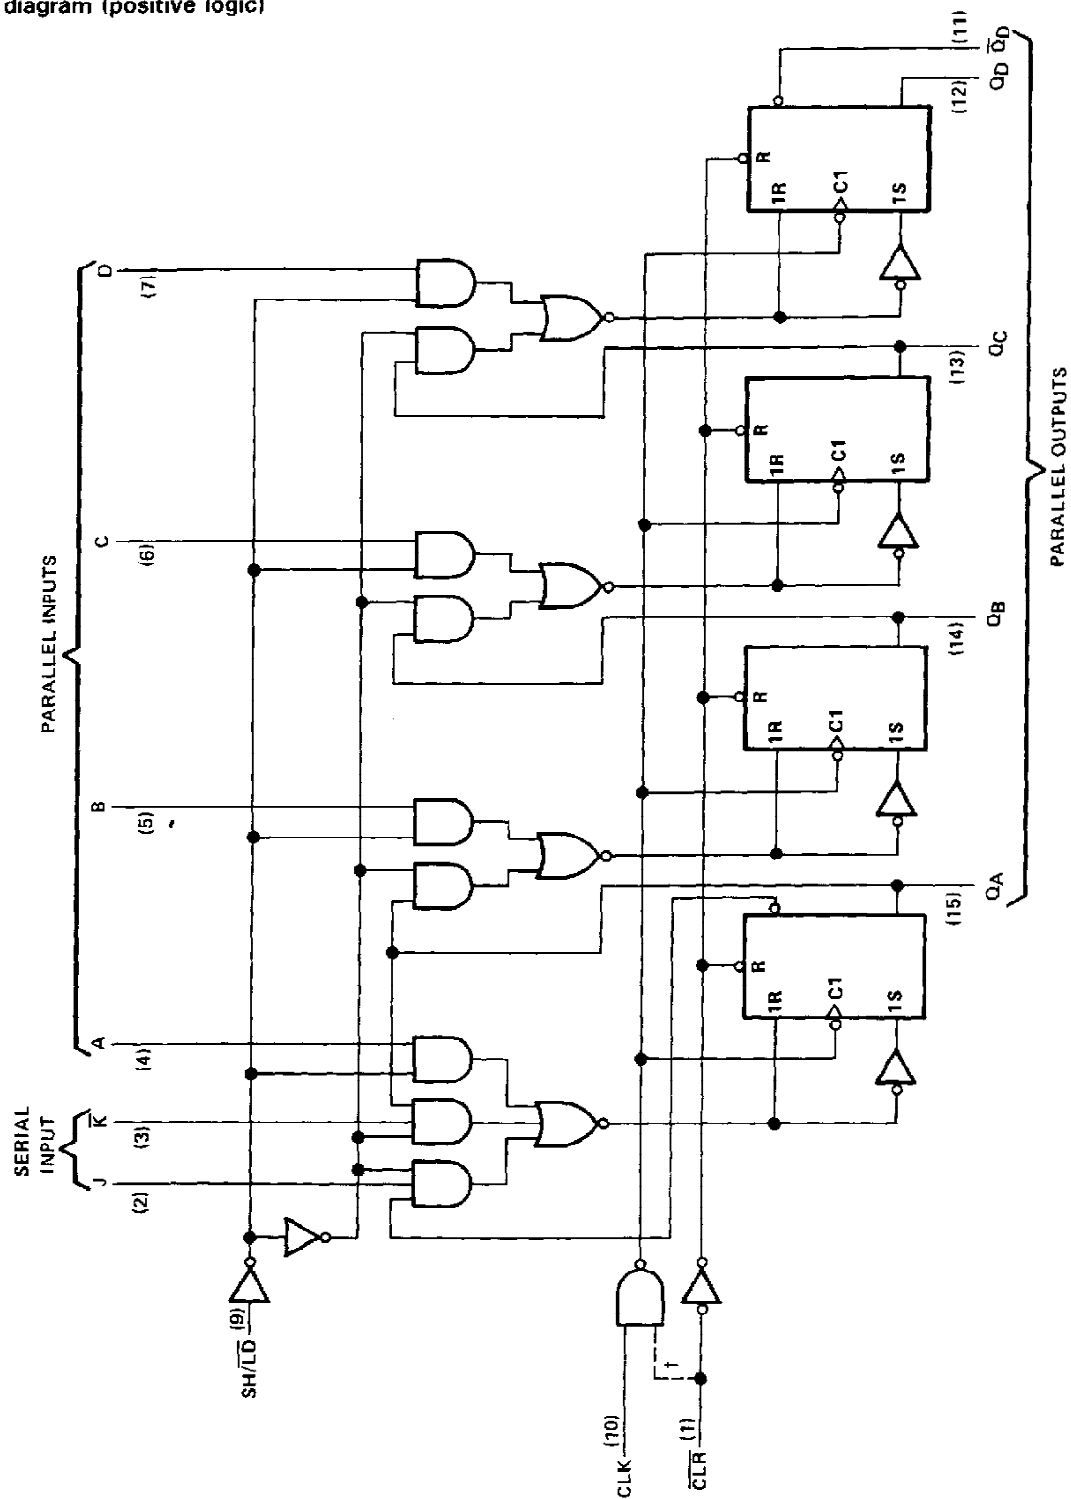 diagram (positive logic)
PARALLEL INPUTS
SERIAL
INPUT
J
(2)
K̅
(3)
A
(4)
B
(5)
C
(6)
D
(7)
SH/L̅D̅
(9)
CLK
(10)
C̅L̅R̅
(1)
†
1R
C1
1S
R
QA
(15)
1R
C1
1S
R
QB
(14)
1R
C1
1S
R
QC
(13)
1R
C1
1S
R
QD
(12)
Q̅D
(11)
PARALLEL OUTPUTS